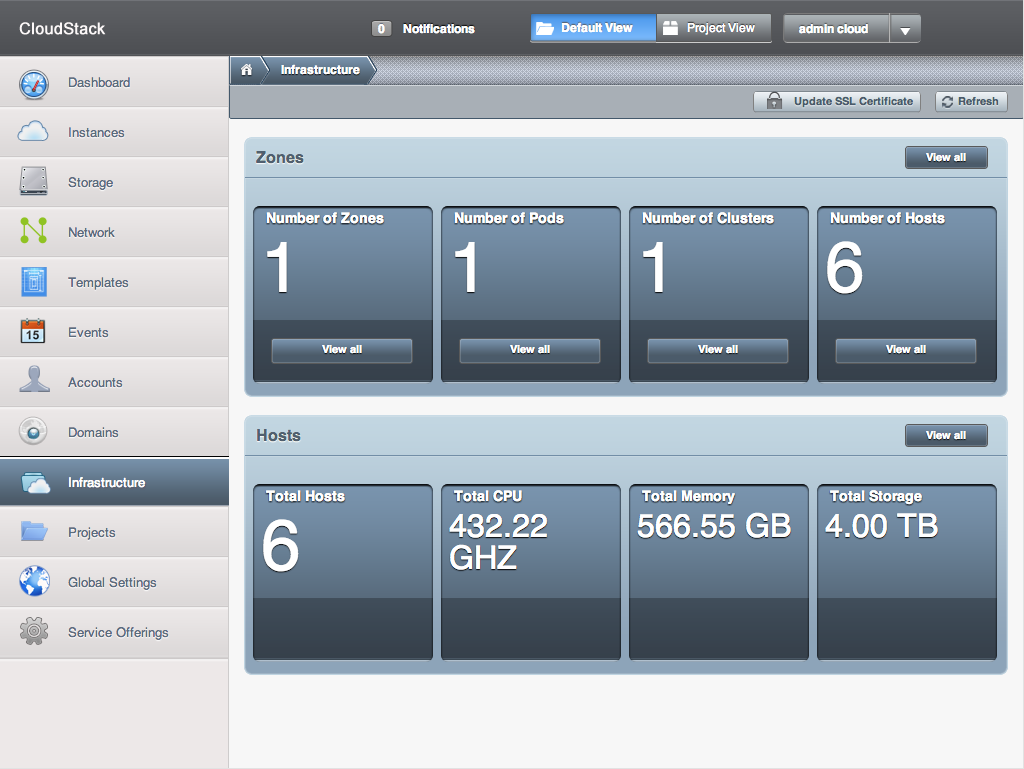 CloudStack
0 Notifications
Default View
Project View
admin cloud
Dashboard
Instances
Storage
Network
Templates
15
Events
Accounts
Domains
Infrastructure
Projects
Global Settings
Service Offerings
Infrastructure
Update SSL Certificate
Refresh
Zones
View all
Number of Zones
1
View all
Number of Pods
1
View all
Number of Clusters
1
View all
Number of Hosts
6
View all
Hosts
View all
Total Hosts
6
Total CPU
432.22
GHZ
Total Memory
566.55 GB
Total Storage
4.00 TB